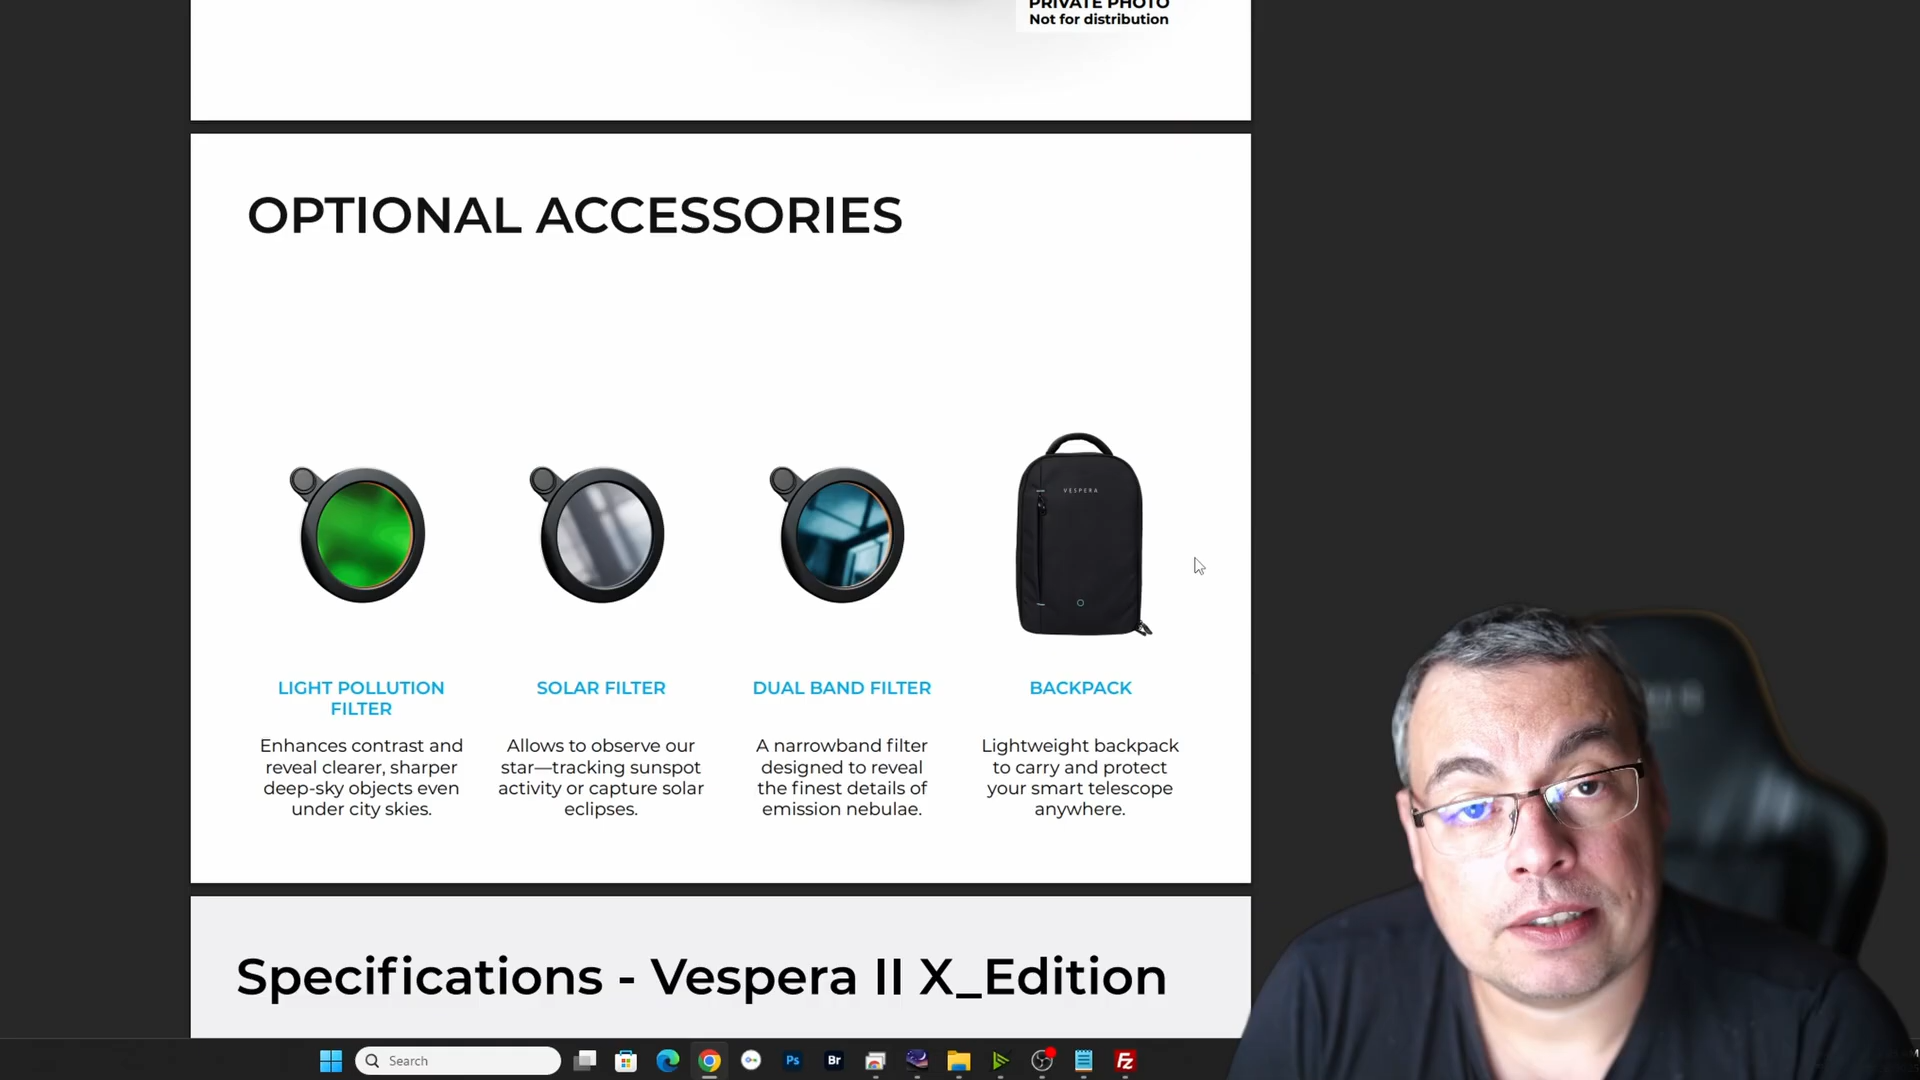 PRIVATE PHOTO
Not for distribution
OPTIONAL ACCESSORIES
VESPERA
LIGHT POLLUTION
FILTER
Enhances contrast and
reveal clearer, sharper
deep-sky objects even
under city skies.
SOLAR FILTER
Allows to observe our
star—tracking sunspot
activity or capture solar
eclipses.
DUAL BAND FILTER
A narrowband filter
designed to reveal
the finest details of
emission nebulae.
BACKPACK
Lightweight backpack
to carry and protect
your smart telescope
anywhere.
Specifications - Vespera II X_Edition
Search
Ps
Br
FZ